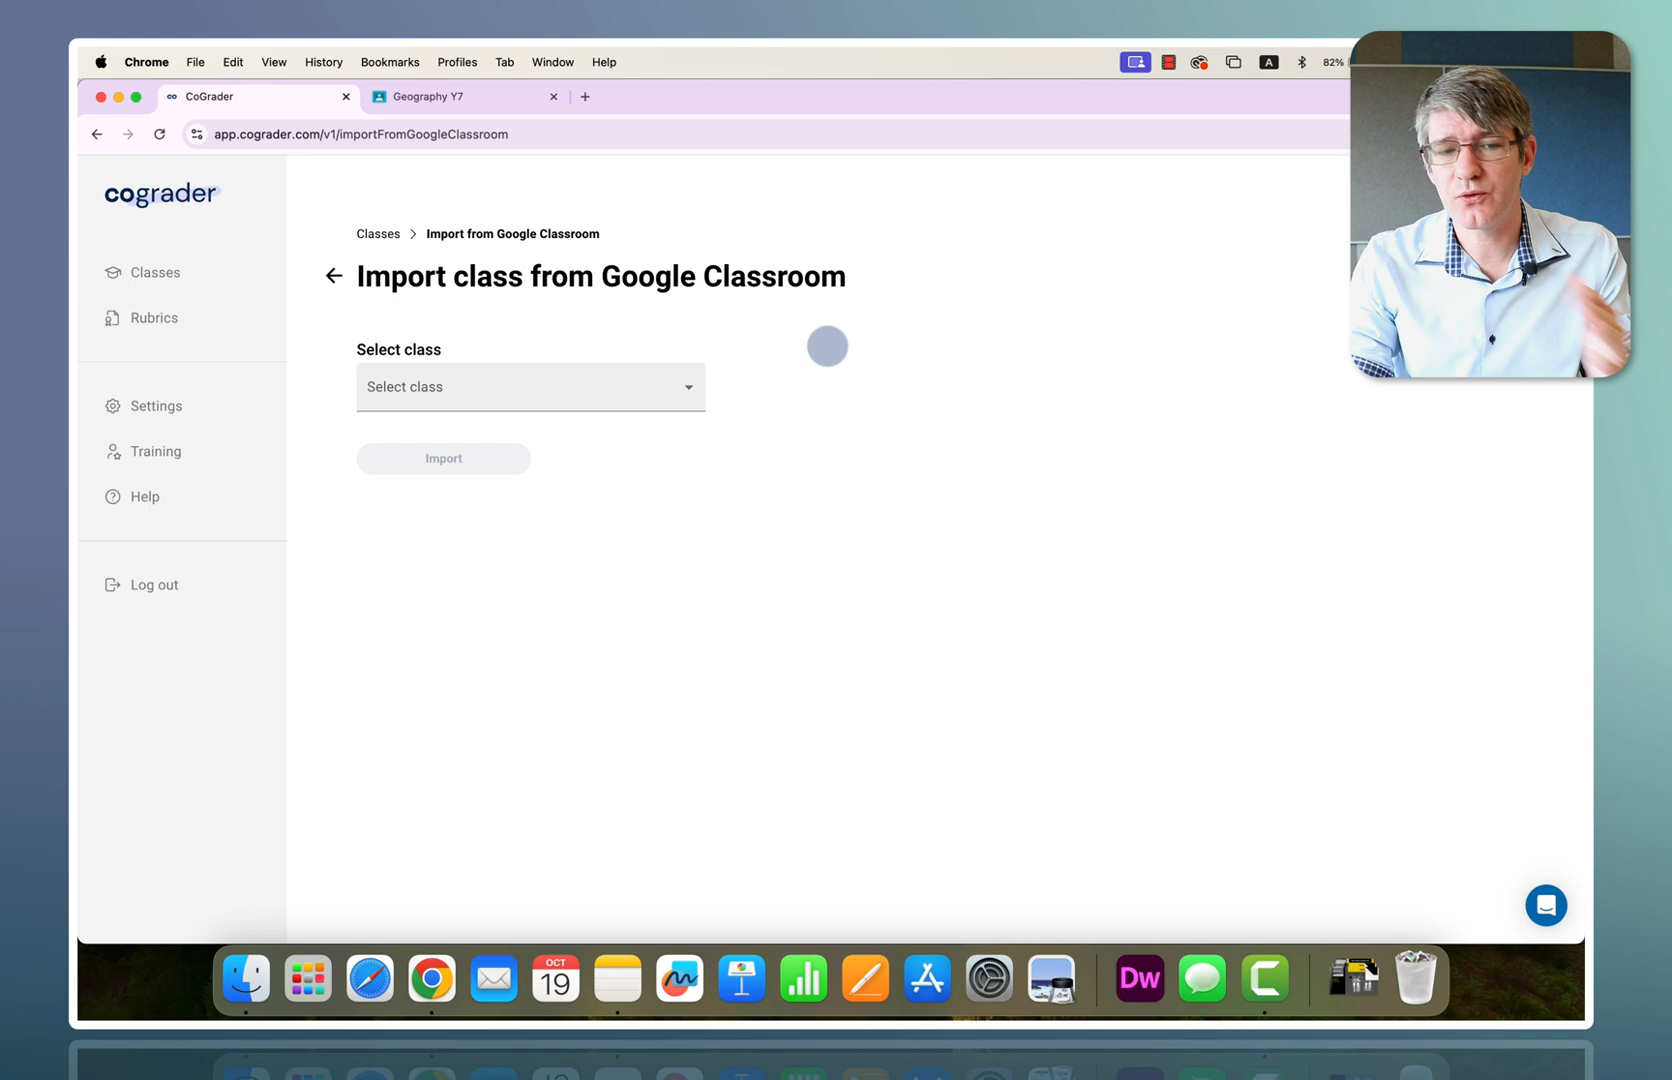 Chrome File Edit View History Bookmarks Profiles Tab Window Help A 82%
CoGrader Geography Y7
app.cograder.com/v1/importFromGoogleClassroom
cograder
Classes
Rubrics
Settings
Training
Help
Log out
Classes > Import from Google Classroom
Import class from Google Classroom
Select class
Select class
Import
OCT
19
Dw